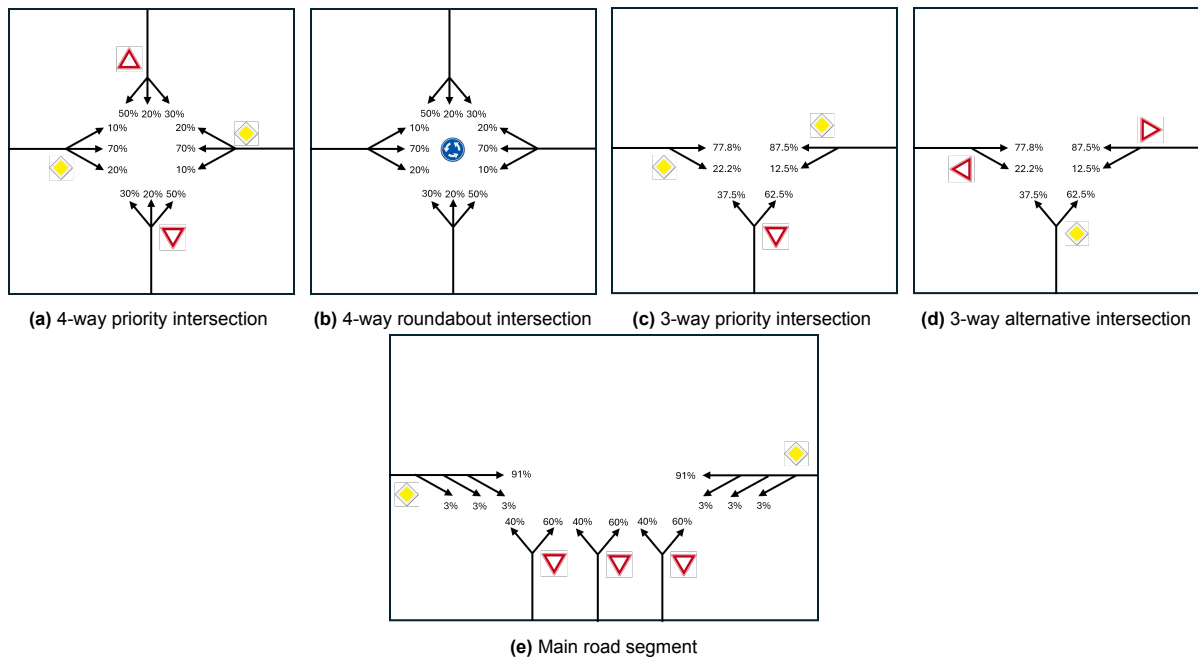 50% 20% 30%
10%
20%
70%
70%
20%
10%
30% 20% 50%
(a) 4-way priority intersection
50% 20% 30%
10%
20%
70%
70%
20%
10%
30% 20% 50%
(b) 4-way roundabout intersection
77.8%
87.5%
22.2%
12.5%
37.5%
62.5%
(c) 3-way priority intersection
77.8%
87.5%
22.2%
12.5%
37.5%
62.5%
(d) 3-way alternative intersection
91%
91%
3% 3% 3%
3% 3% 3%
40% 60% 40% 60% 40% 60%
(e) Main road segment